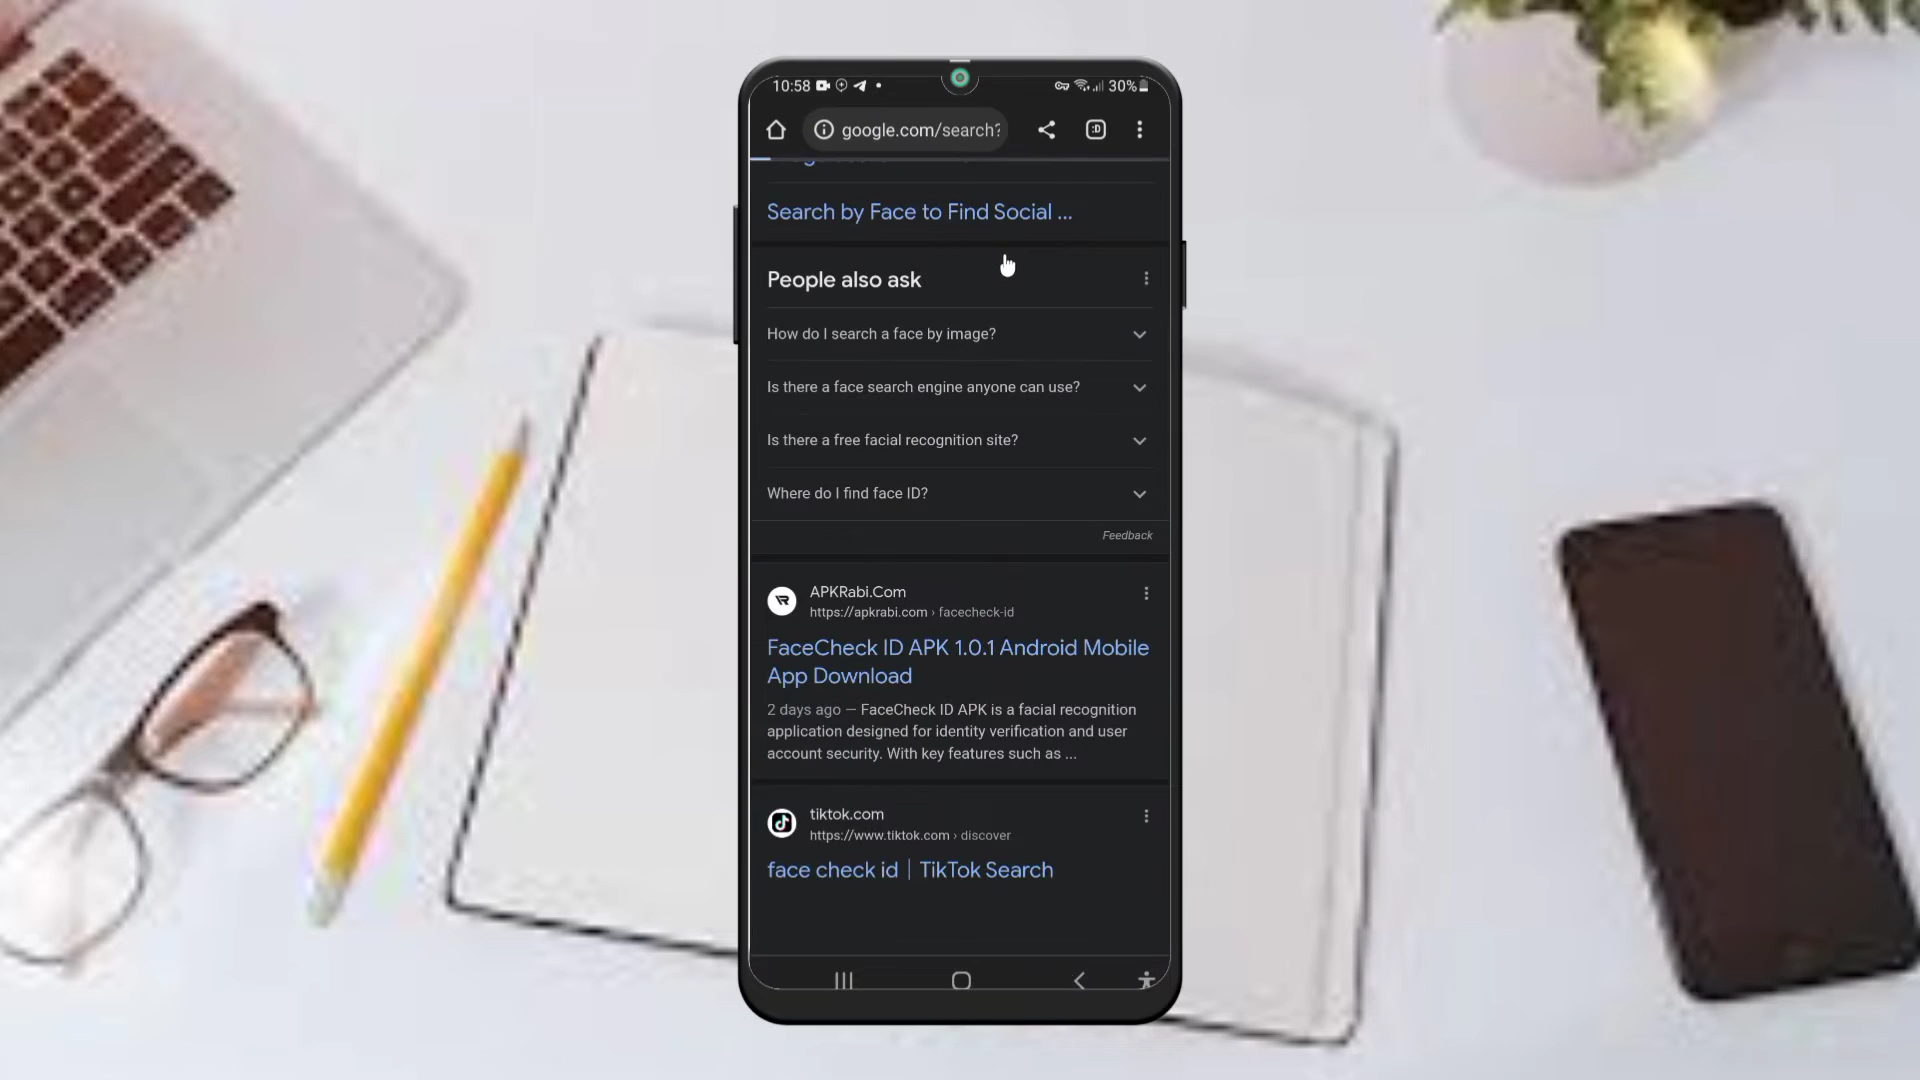 10:58
30%
google.com/search?
Search by Face to Find Social ...
People also ask
How do I search a face by image?
Is there a face search engine anyone can use?
Is there a free facial recognition site?
Where do I find face ID?
Feedback
APKRabi.Com
https://apkrabi.com › facecheck-id
FaceCheck ID APK 1.0.1 Android Mobile
App Download
2 days ago — FaceCheck ID APK is a facial recognition
application designed for identity verification and user
account security. With key features such as ...
tiktok.com
https://www.tiktok.com › discover
face check id | TikTok Search